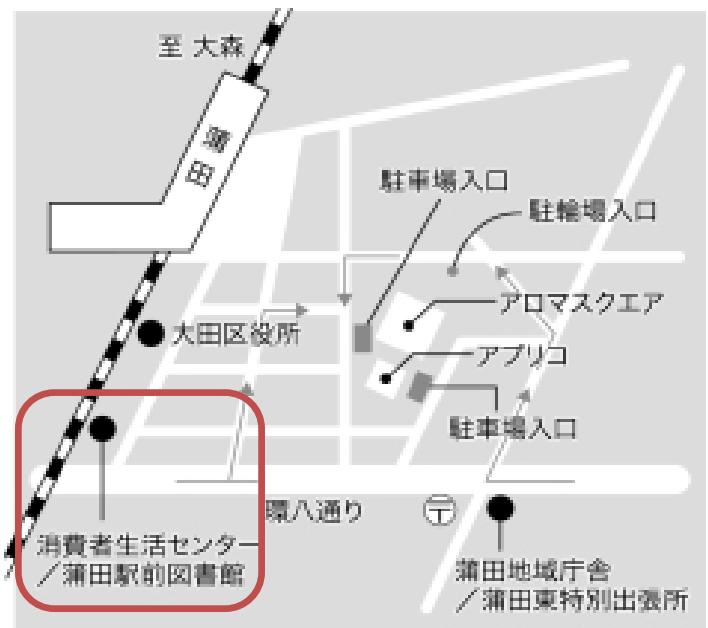 至 大森
蒲田
駐車場入口
駐輪場入口
アロマスクエア
大田区役所
アプリコ
駐車場入口
環八通り
〒
消費者生活センター
／蒲田駅前図書館
蒲田地域庁舎
／蒲田東特別出張所